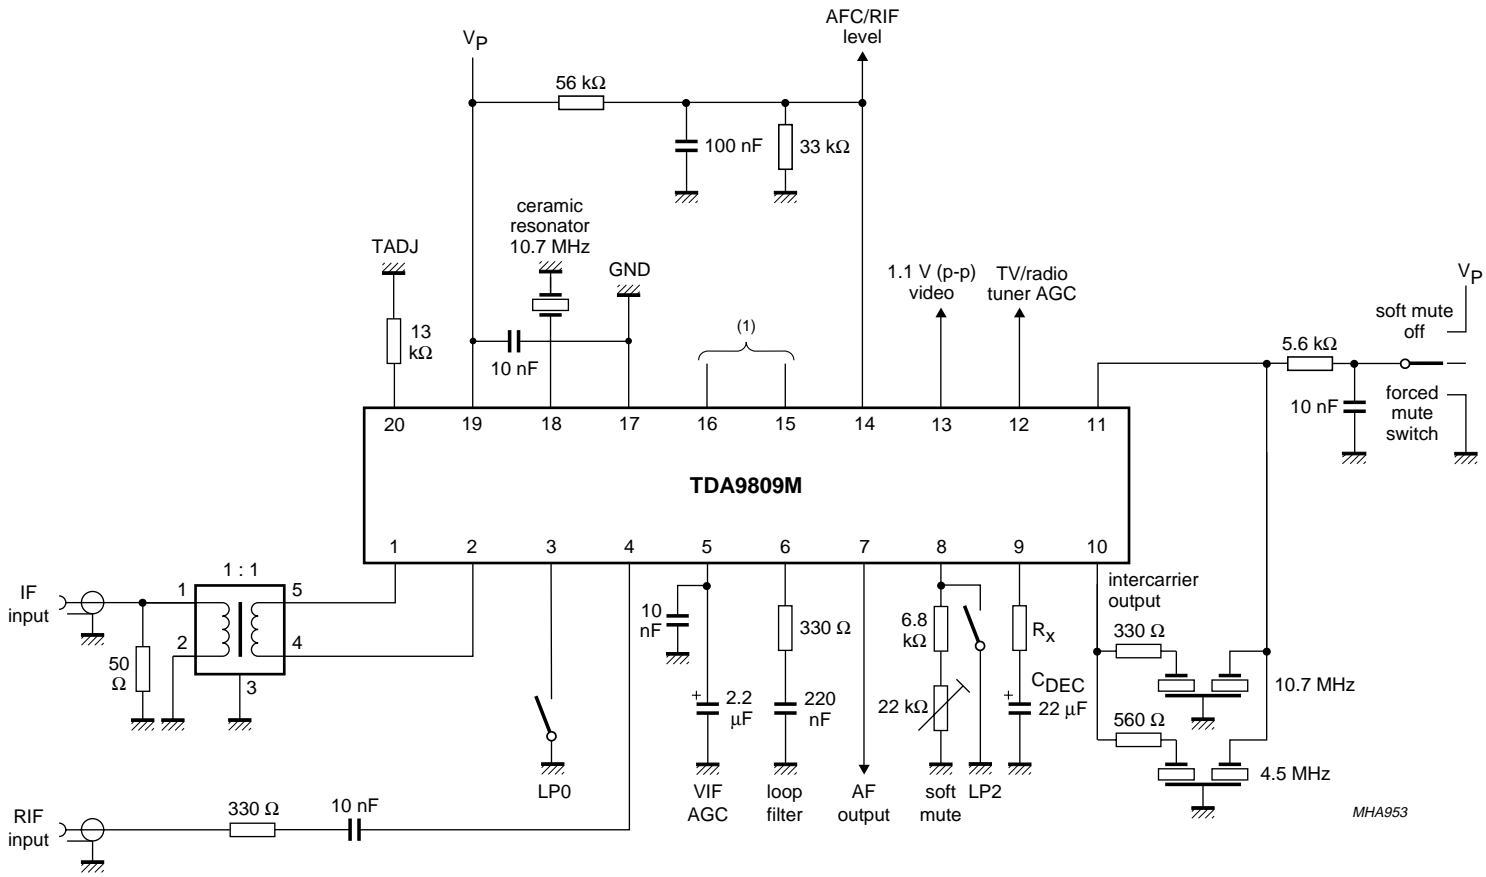 AFC/RIF
level
VP
56 kΩ
100 nF
33 kΩ
ceramic
resonator
10.7 MHz
TADJ
GND
1.1 V (p-p)
video
TV/radio
tuner AGC
VP
soft mute
off
(1)
13
kΩ
10 nF
5.6 kΩ
10 nF
forced
mute
switch
20
19
18
17
16
15
14
13
12
11
TDA9809M
1
2
3
4
5
6
7
8
9
10
1 : 1
IF
input
1
2
5
4
3
50
Ω
intercarrier
output
10
nF
330 Ω
6.8
kΩ
RX
330 Ω
10.7 MHz
+
2.2
μF
220
nF
22 kΩ
CDEC
+
22 μF
560 Ω
4.5 MHz
LP0
VIF
AGC
loop
filter
AF
output
soft
mute
LP2
RIF
input
330 Ω
10 nF
MHA953